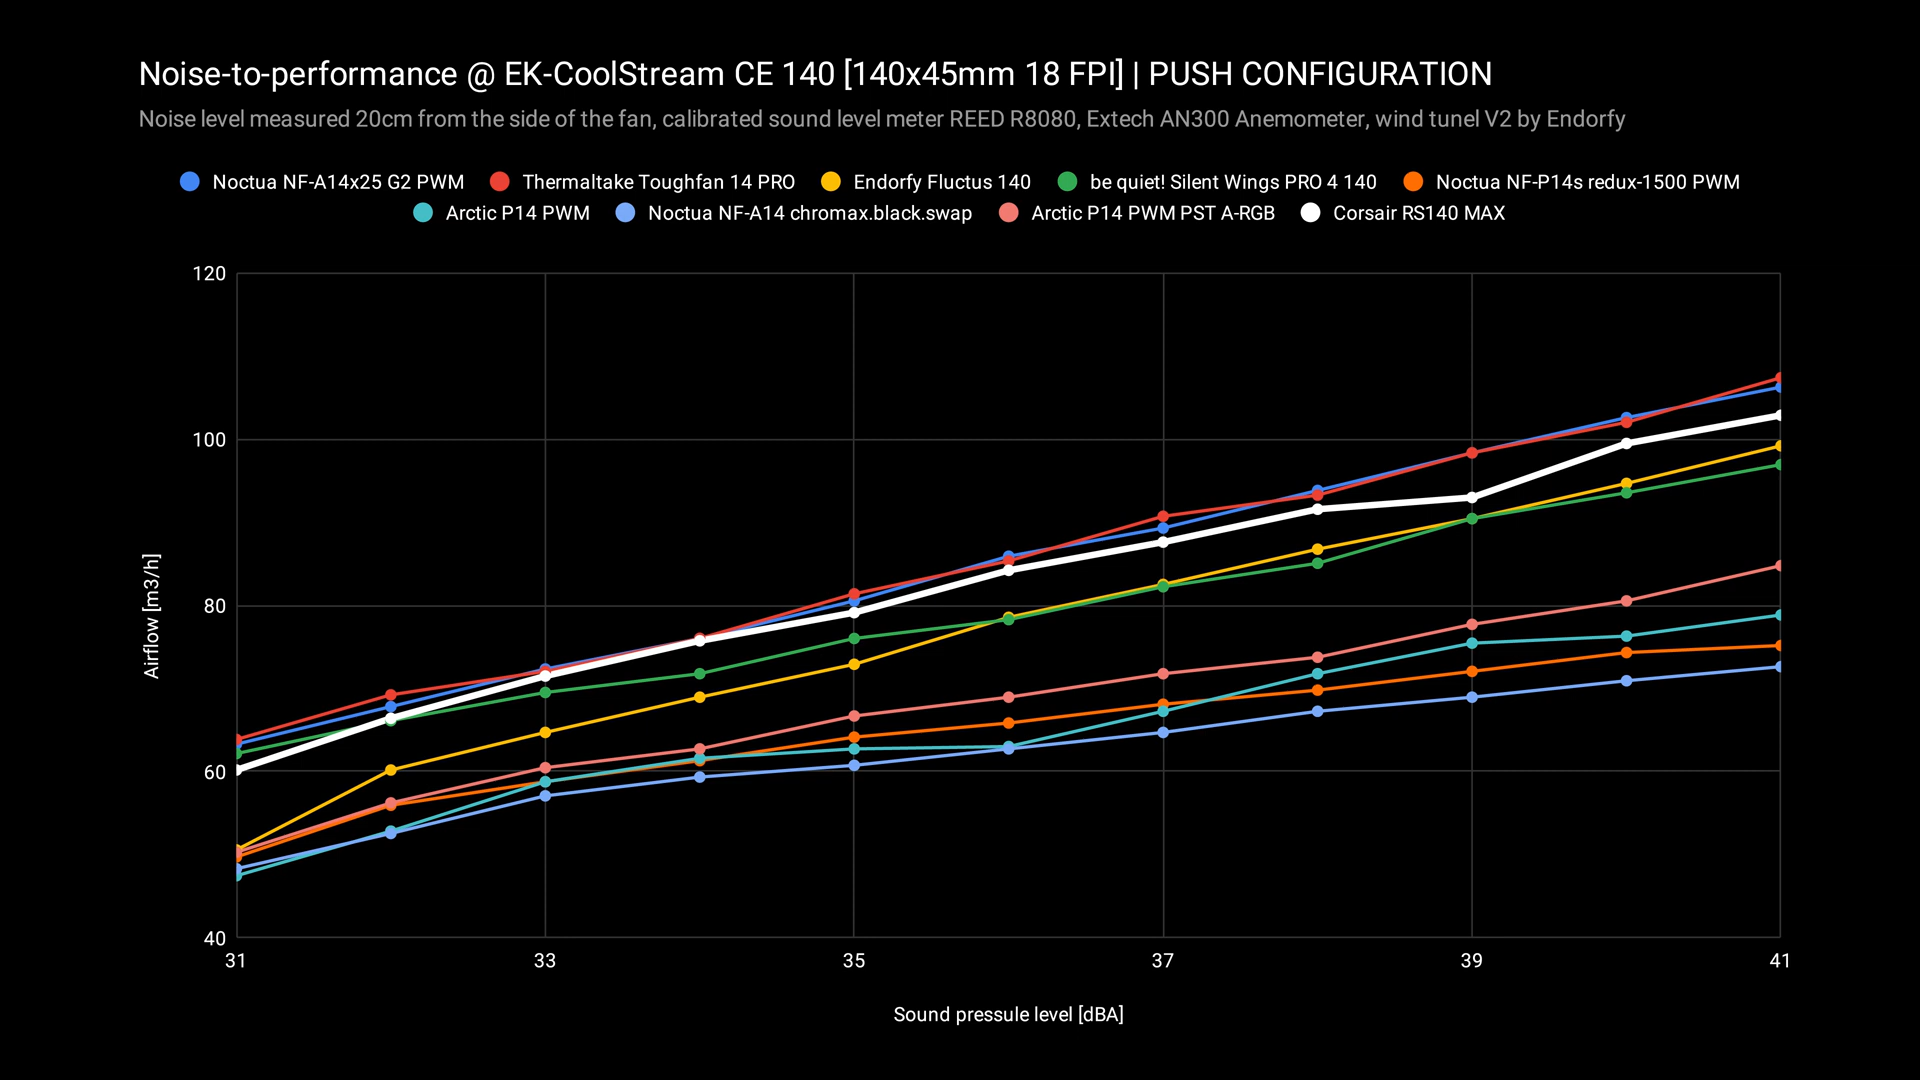 Noise-to-performance @ EK-CoolStream CE 140 [140x45mm 18 FPI] | PUSH CONFIGURATION
Noise level measured 20cm from the side of the fan, calibrated sound level meter REED R8080, Extech AN300 Anemometer, wind tunel V2 by Endorfy
Noctua NF-A14x25 G2 PWM Thermaltake Toughfan 14 PRO Endorfy Fluctus 140 be quiet! Silent Wings PRO 4 140 Noctua NF-P14s redux-1500 PWM
Arctic P14 PWM Noctua NF-A14 chromax.black.swap Arctic P14 PWM PST A-RGB Corsair RS140 MAX
120
100
80
60
40
Airflow [m3/h]
31 33 35 37 39 41
Sound pressule level [dBA]